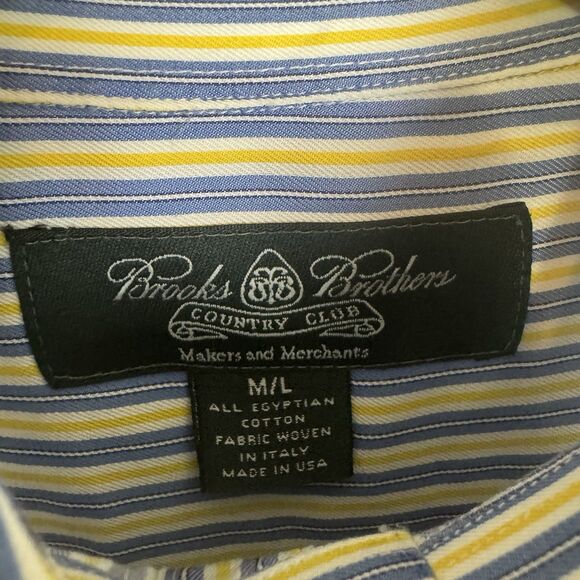 Brooks Brothers
COUNTRY CLUB
Makers and Merchants
M/L
ALL EGYPTIAN
COTTON
FABRIC WOVEN
IN ITALY
MADE IN USA